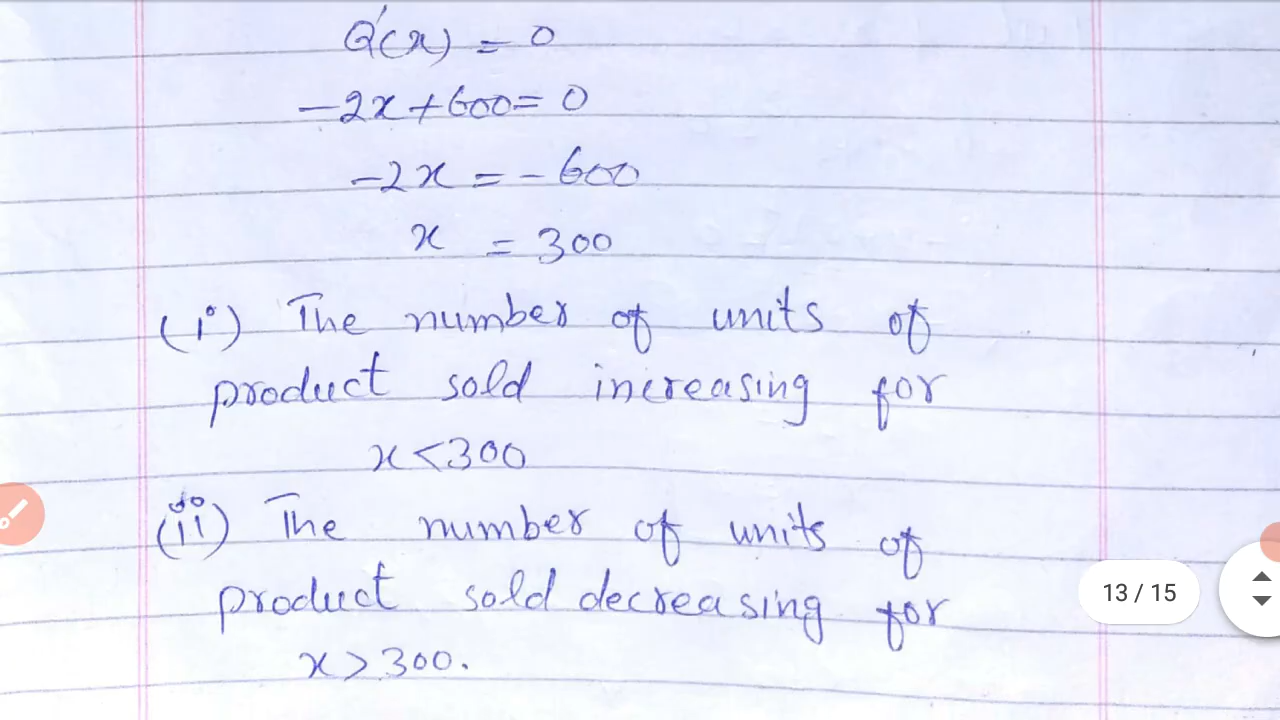 Q'(x) = 0
-2x+600=0
-2x = -600
x = 300
(i) The number of units of
product sold increasing for
x<300
(ii) The number of units of
product sold decreasing for
13 / 15
x>300.